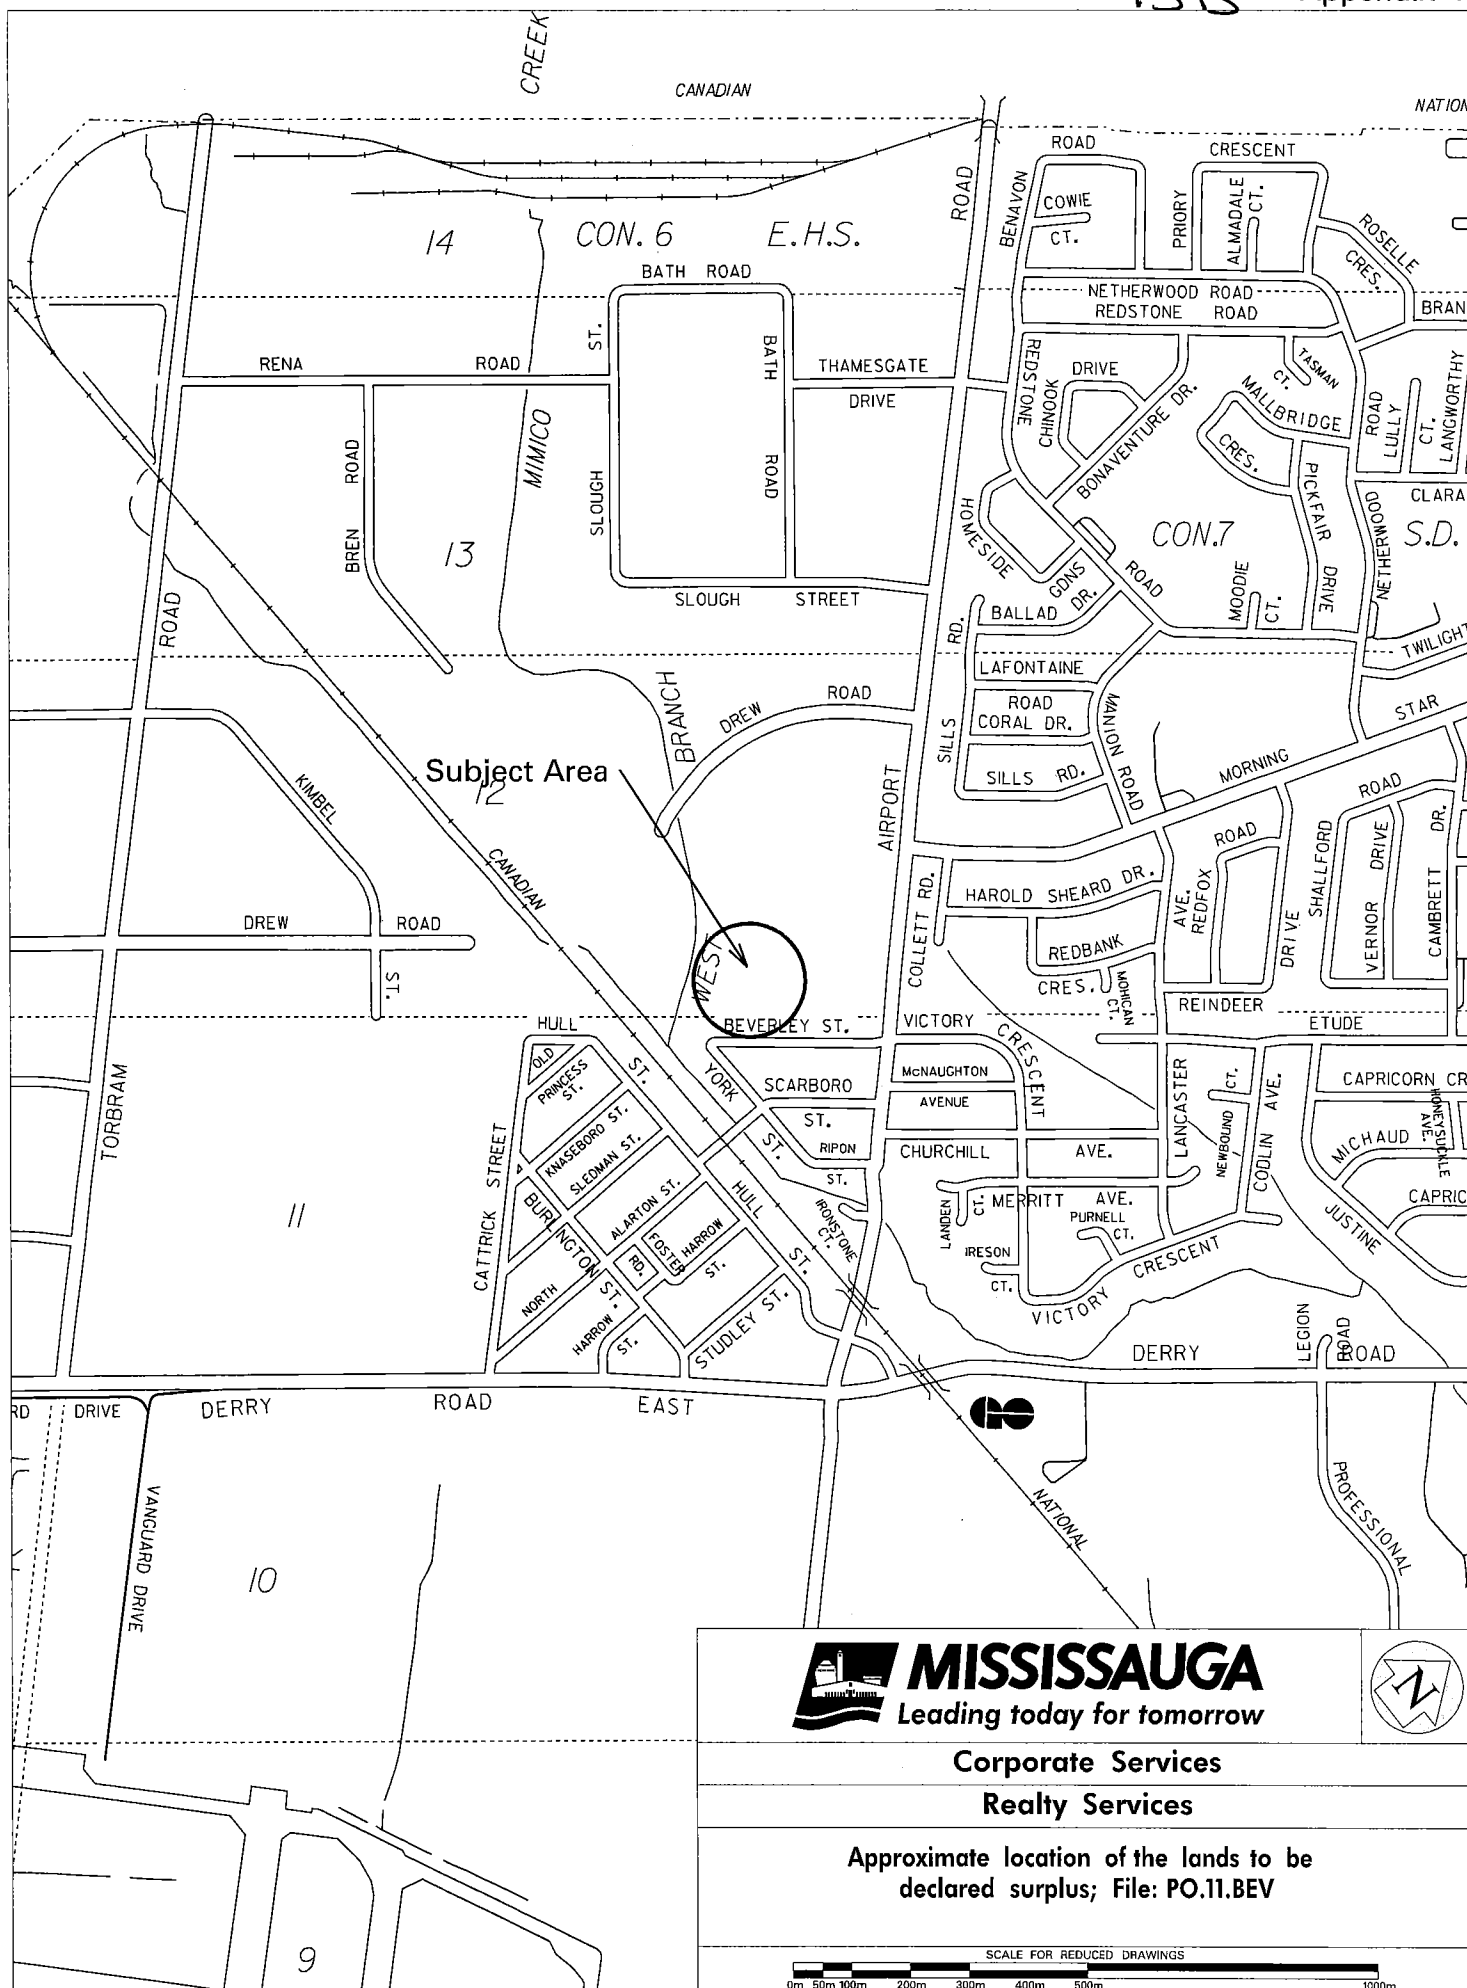 CREEK
CANADIAN
ROAD
CRESCENT
BENAVON
COWIE
CT.
PRIORY
ALMADALE
CT.
ROSELLE
CRES.
ROAD
14
CON. 6
E.H.S.
BATH ROAD
NETHERWOOD ROAD
REDSTONE ROAD
ST.
BATH
ROAD
RENA
ROAD
THAMESGATE
DRIVE
REDSTONE
CHINOOK
DRIVE
BONAVENTURE DR.
TASMAN
CT.
MALLBRIDGE
CRES.
ROAD
LULLY
CT.
LANGWORTHY
MIMICO
BREN
ROAD
SLOUGH
13
HOMESIDE
GDNS
DR.
ROAD
CON.7
S.D.
PICKFAIR
DRIVE
NETHERWOOD
MOODIE
CT.
SLOUGH STREET
ROAD
BALLAD
RD.
LAFONTAINE
ROAD
CORAL DR.
SILLS
SILLS RD.
MANION ROAD
TWILIGHT
STAR
MORNING
BRANCH
DREW
ROAD
Subject Area
12
KIMBEL
CANADIAN
AIRPORT
ROAD
ROAD
SHALLFORD
VERNOR DRIVE
CAMBRETT
DR.
COLLETT RD.
HAROLD SHEARD DR.
AVE.
REDFOX
DRIVE
DREW
ROAD
ST.
WEST
REDBANK
CRES.
MOHICAN
CT.
REINDEER
HULL
BEVERLEY ST.
VICTORY
CRESCENT
ETUDE
OLD
PRINCESS
ST.
ST.
YORK
SCARBORO
McNAUGHTON
AVENUE
LANCASTER
CT.
NEWBOUND
AVE.
CODLIN
CAPRICORN CR
TORBRAM
CATTRICK STREET
KNASEBORO ST.
SLEDMAN ST.
ST.
ST.
RIPON
ST.
CHURCHILL
AVE.
MICHAUD
AVE.
HONEYSUCKLE
11
BURLINGTON ST.
ALARTON ST.
HULL
ST.
IRONSTONE
CT.
LANDEN
CT.
MERRITT AVE.
PURNELL
CT.
JUSTINE
FOSTER
RD.
HARROW
ST.
IRESON
CT.
VICTORY
CRESCENT
NORTH
HARROW
ST.
STUDLEY ST.
DERRY
LEGION
ROAD
ROAD
DRIVE
DERRY
ROAD
EAST
GO
VANGUARD DRIVE
NATIONAL
PROFESSIONAL
10
9
MISSISSAUGA
Leading today for tomorrow
N
Corporate Services
Realty Services
Approximate location of the lands to be
declared surplus; File: PO.11.BEV
SCALE FOR REDUCED DRAWINGS
0m 50m 100m 200m 300m 400m 500m 1000m